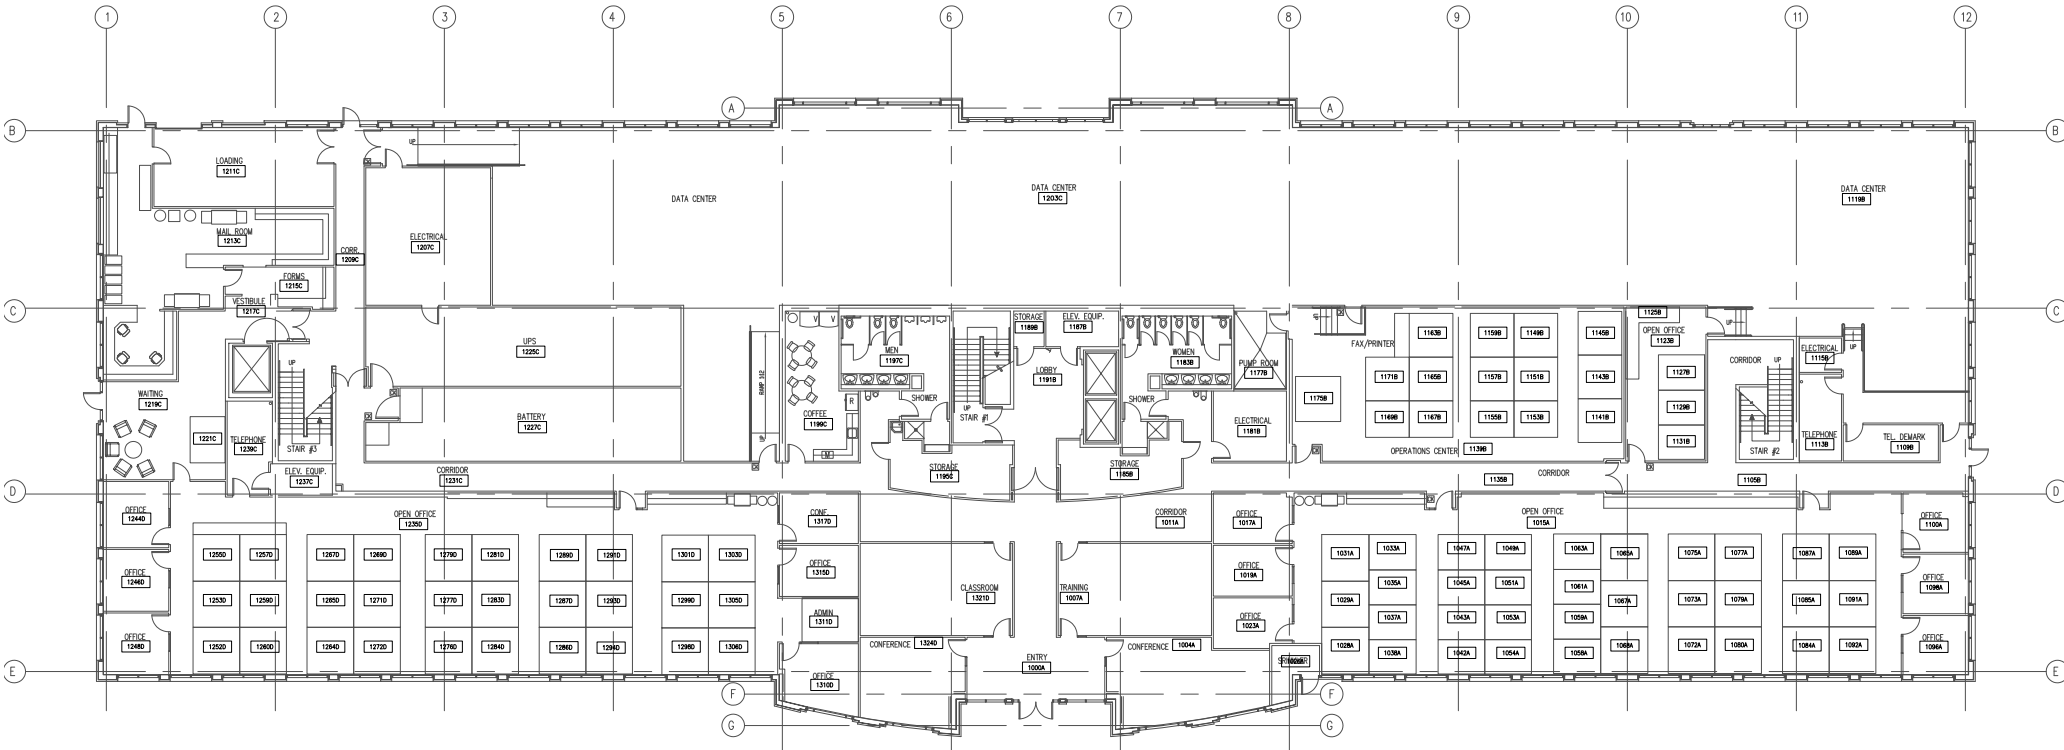 1 2 3 4 5 6 7 8 9 10 11 12
A A
B B
LOADING
1211C
UP
DATA CENTER
DATA CENTER
1203C
DATA CENTER
1119B
MAIL ROOM
1213C
ELECTRICAL
1207C
CORR.
1209C
FORMS
1215C
VESTIBULE
1217C
C C
UPS
1225C
V V
MEN
1197C
STORAGE
1189B
ELEV. EQUIP.
1187B
LOBBY
1191B
WOMEN
1183B
PUMP ROOM
1177B
UP
FAX/PRINTER
1163B 1159B 1149B 1145B
1171B 1165B 1157B 1151B 1143B
1175B
1169B 1167B 1155B 1153B 1141B
1125B
OPEN OFFICE
1123B
UP
1127B
1129B
1131B
CORRIDOR
UP
ELECTRICAL
1115B
UP
WAITING
1219C
UP
1221C
TELEPHONE
1239C
STAIR #3
BATTERY
1227C
RAMP 1:12
UP
COFFEE
1199C
R
SHOWER
UP
STAIR #1
SHOWER
ELECTRICAL
1181B
OPERATIONS CENTER
1139B
STAIR #2
TELEPHONE
1113B
TEL. DEMARK
1109B
ELEV. EQUIP.
1237C
CORRIDOR
1231C
STORAGE
1195C
STORAGE
1185B
CORRIDOR
1135B
1105B
D D
OFFICE
1244D
OPEN OFFICE
1235D
CONF.
1317D
CORRIDOR
1011A
OFFICE
1017A
OPEN OFFICE
1015A
OFFICE
1100A
1255D 1257D 1267D 1269D 1279D 1281D 1289D 1291D 1301D 1303D
1031A 1033A 1047A 1049A 1063A 1065A 1075A 1077A 1087A 1089A
OFFICE
1246D
OFFICE
1315D
CLASSROOM
1321D
TRAINING
1007A
OFFICE
1019A
1035A 1045A 1051A 1061A
OFFICE
1098A
1253D 1259D 1265D 1271D 1277D 1283D 1287D 1293D 1299D 1305D
ADMIN
1311D
OFFICE
1023A
1029A 1037A 1043A 1053A 1059A 1067A 1073A 1079A 1085A 1091A
OFFICE
1248D
1252D 1260D 1264D 1272D 1276D 1284D 1286D 1294D 1298D 1306D
CONFERENCE
1324D
CONFERENCE
1004A
1028A 1038A 1042A 1054A 1058A 1068A 1072A 1080A 1084A 1092A
OFFICE
1096A
ENTRY
1000A
E E
OFFICE
1310D
F F
G G